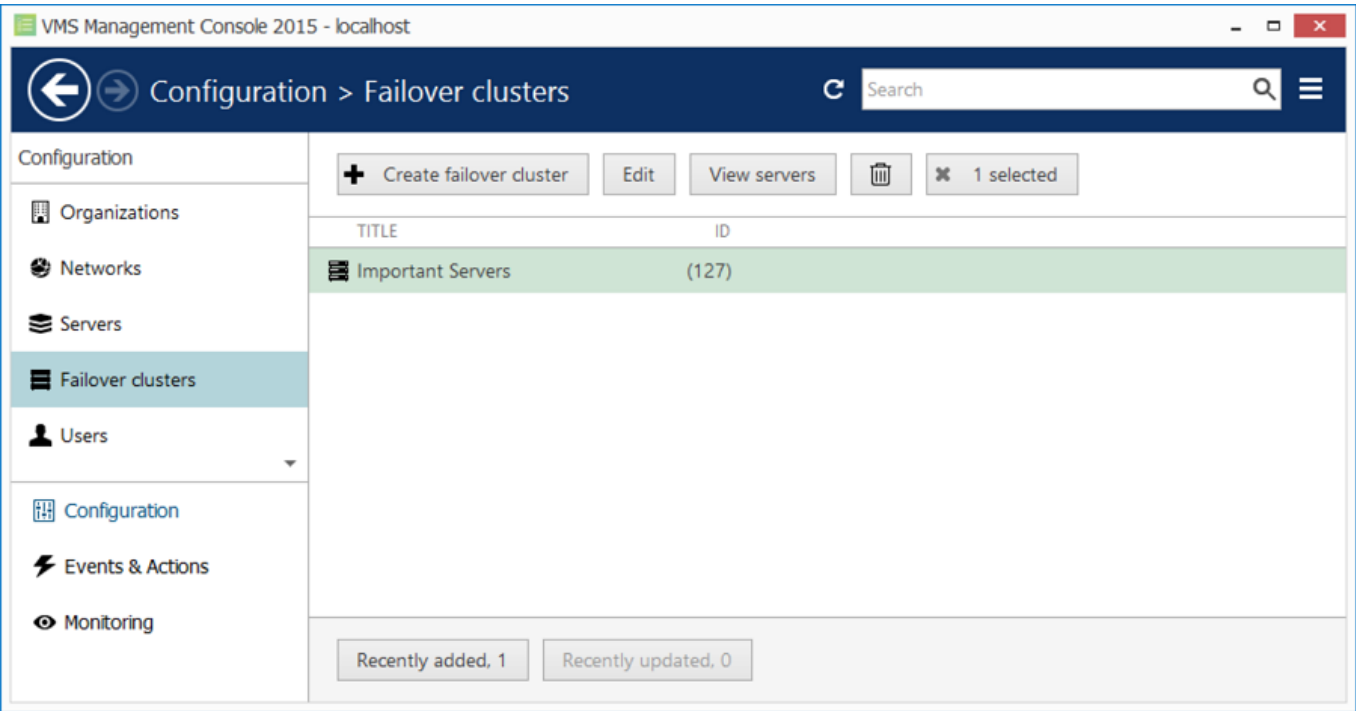 VMS Management Console 2015 - localhost
Configuration > Failover clusters
Search
Configuration
Organizations
Networks
Servers
Failover clusters
Users
Configuration
Events & Actions
Monitoring
Create failover cluster
Edit
View servers
1 selected
TITLE ID
Important Servers (127)
Recently added, 1
Recently updated, 0